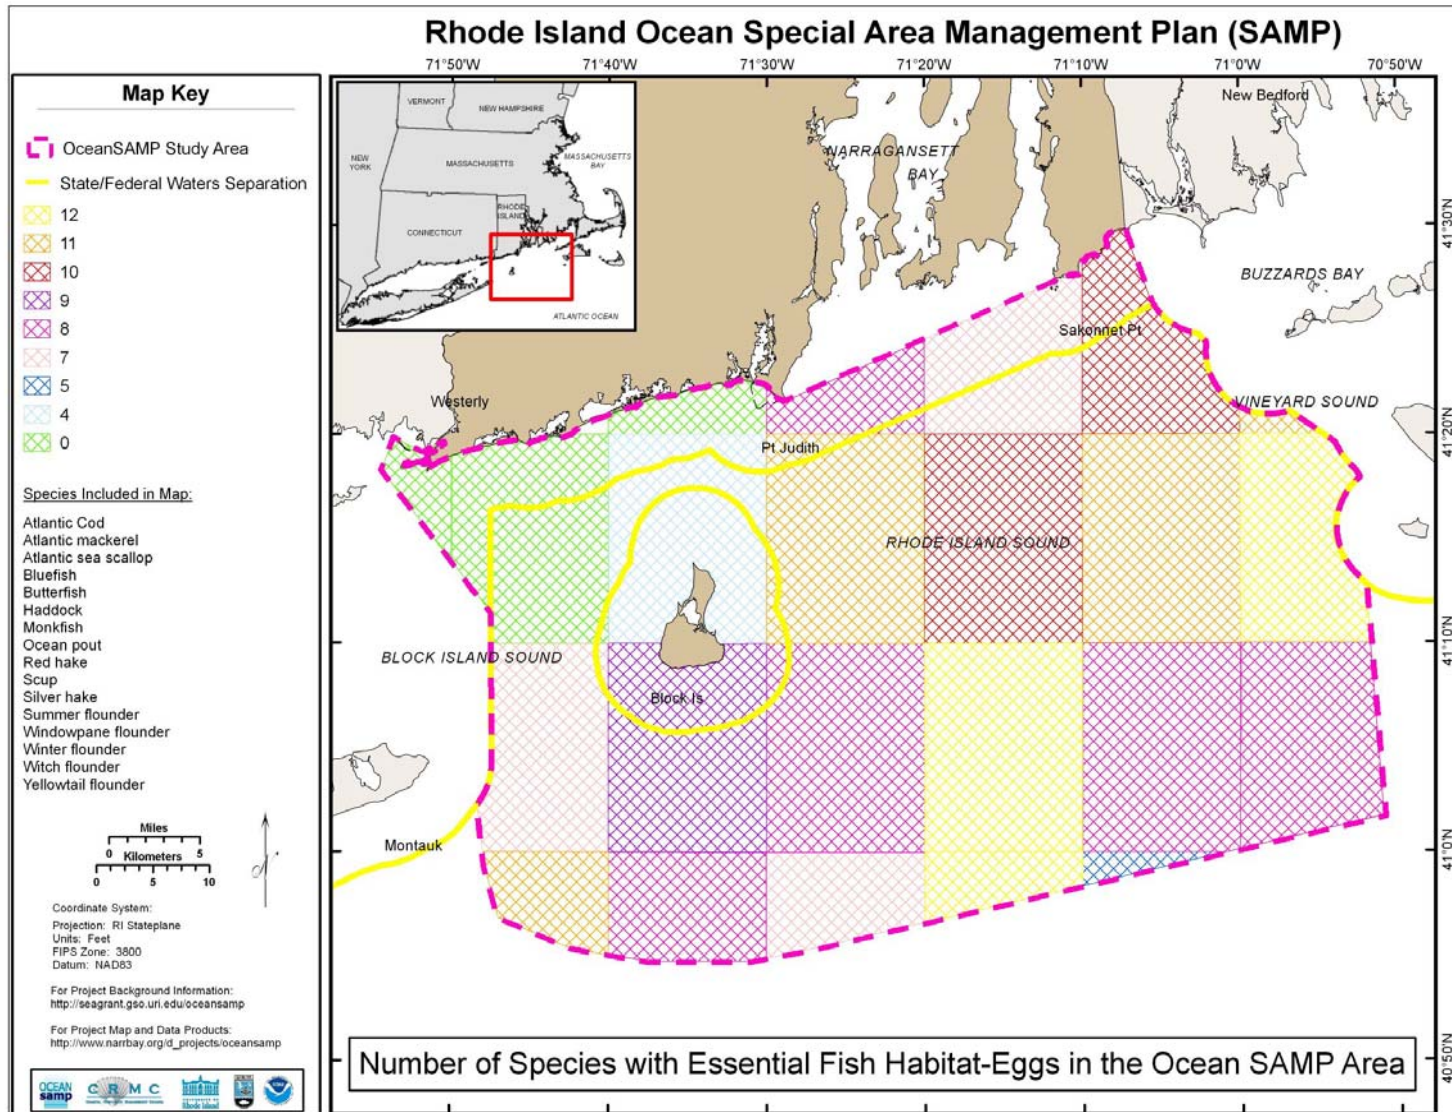 Rhode Island Ocean Special Area Management Plan (SAMP)
Map Key
OceanSAMP Study Area
State/Federal Waters Separation
12
11
10
9
8
7
5
4
0
Species Included in Map:
Atlantic Cod
Atlantic mackerel
Atlantic sea scallop
Bluefish
Butterfish
Haddock
Monkfish
Ocean pout
Red hake
Scup
Silver hake
Summer flounder
Windowpane flounder
Winter flounder
Witch flounder
Yellowtail flounder
Miles
0 5
Kilometers
0 5 10
Coordinate System:
Projection: RI Stateplane
Units: Feet
FIPS Zone: 3800
Datum: NAD83
For Project Background Information:
http://seagrant.gso.uri.edu/oceansamp
For Project Map and Data Products:
http://www.narrbay.org/d_projects/oceansamp
OCEAN
samp
C R M C
Rhode Island
71°50'W 71°40'W 71°30'W 71°20'W 71°10'W 71°0'W 70°50'W
VERMONT
NEW HAMPSHIRE
NEW
YORK
MASSACHUSETTS
MASSACHUSETTS
BAY
CONNECTICUT
RHODE
ISLAND
ATLANTIC OCEAN
New Bedford
NARRAGANSETT
BAY
BUZZARDS BAY
Sakonnet Pt
Westerly
VINEYARD SOUND
Pt Judith
RHODE ISLAND SOUND
BLOCK ISLAND SOUND
Block Is
Montauk
41°30'N
41°20'N
41°10'N
41°0'N
40°50'N
Number of Species with Essential Fish Habitat-Eggs in the Ocean SAMP Area